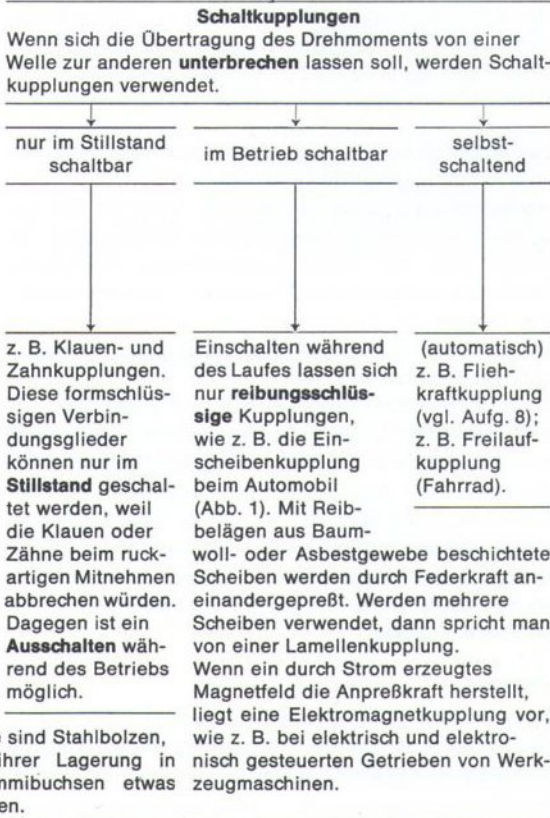 Schaltkupplungen
Wenn sich die Übertragung des Drehmoments von einer
Welle zur anderen unterbrechen lassen soll, werden Schalt-
kupplungen verwendet.
nur im Stillstand
schaltbar
im Betrieb schaltbar
selbst-
schaltend
z. B. Klauen- und
Zahnkupplungen.
Diese formschlüs-
sigen Verbin-
dungsglieder
können nur im
Stillstand geschal-
tet werden, weil
die Klauen oder
Zähne beim ruck-
artigen Mitnehmen
abbrechen würden.
Dagegen ist ein
Ausschalten wäh-
rend des Betriebs
möglich.
Einschalten während
des Laufes lassen sich
nur reibungsschlüs-
sige Kupplungen,
wie z. B. die Ein-
scheibenkupplung
beim Automobil
(Abb. 1). Mit Reib-
belägen aus Baum-
woll- oder Asbestgewebe beschichtete
Scheiben werden durch Federkraft an-
einandergepreßt. Werden mehrere
Scheiben verwendet, dann spricht man
von einer Lamellenkupplung.
Wenn ein durch Strom erzeugtes
Magnetfeld die Anpreßkraft herstellt,
liegt eine Elektromagnetkupplung vor,
wie z. B. bei elektrisch und elektro-
nisch gesteuerten Getrieben von Werk-
zeugmaschinen.
(automatisch)
z. B. Flieh-
kraftkupplung
(vgl. Aufg. 8);
z. B. Freilauf-
kupplung
(Fahrrad).
sind Stahlbolzen,
ihrer Lagerung in
mmibuchsen etwas
en.